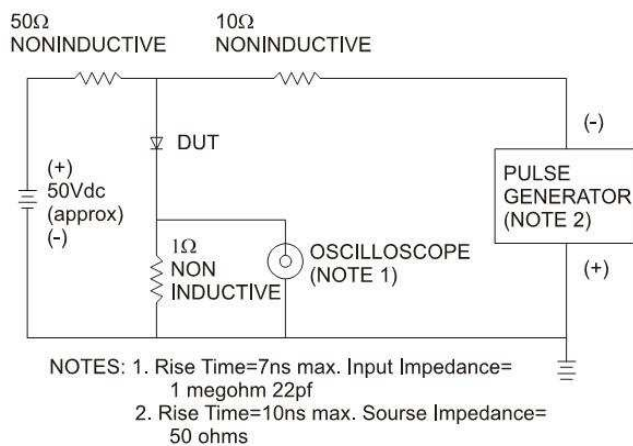 50Ω
NONINDUCTIVE
10Ω
NONINDUCTIVE
DUT
(+)
50Vdc
(approx)
(-)
1Ω
NON
INDUCTIVE
OSCILLOSCOPE
(NOTE 1)
(-)
PULSE
GENERATOR
(NOTE 2)
(+)
NOTES: 1. Rise Time=7ns max. Input Impedance=
1 megohm 22pf
2. Rise Time=10ns max. Sourse Impedance=
50 ohms